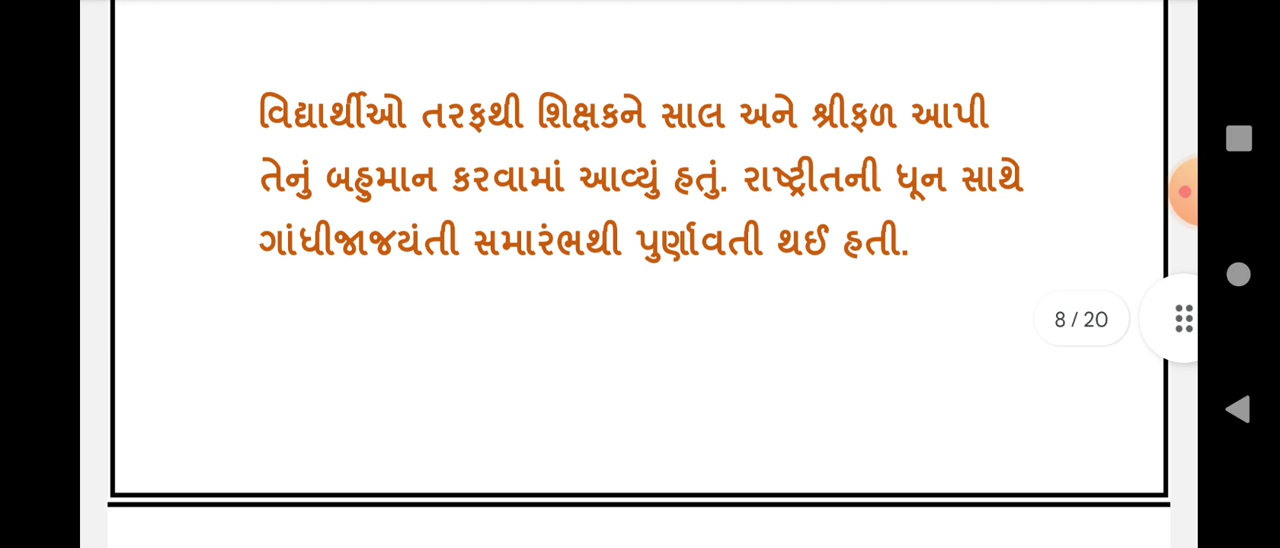 વિદ્યાર્થીઓ તરફથી શિક્ષકને સાલ અને શ્રીફળ આપી
તેનું બહુમાન કરવામાં આવ્યું હતું. રાષ્ટ્રીતની ધૂન સાથે
ગાંધીજાજયંતી સમારંભથી પુર્ણાવતી થઈ હતી.
8 / 20